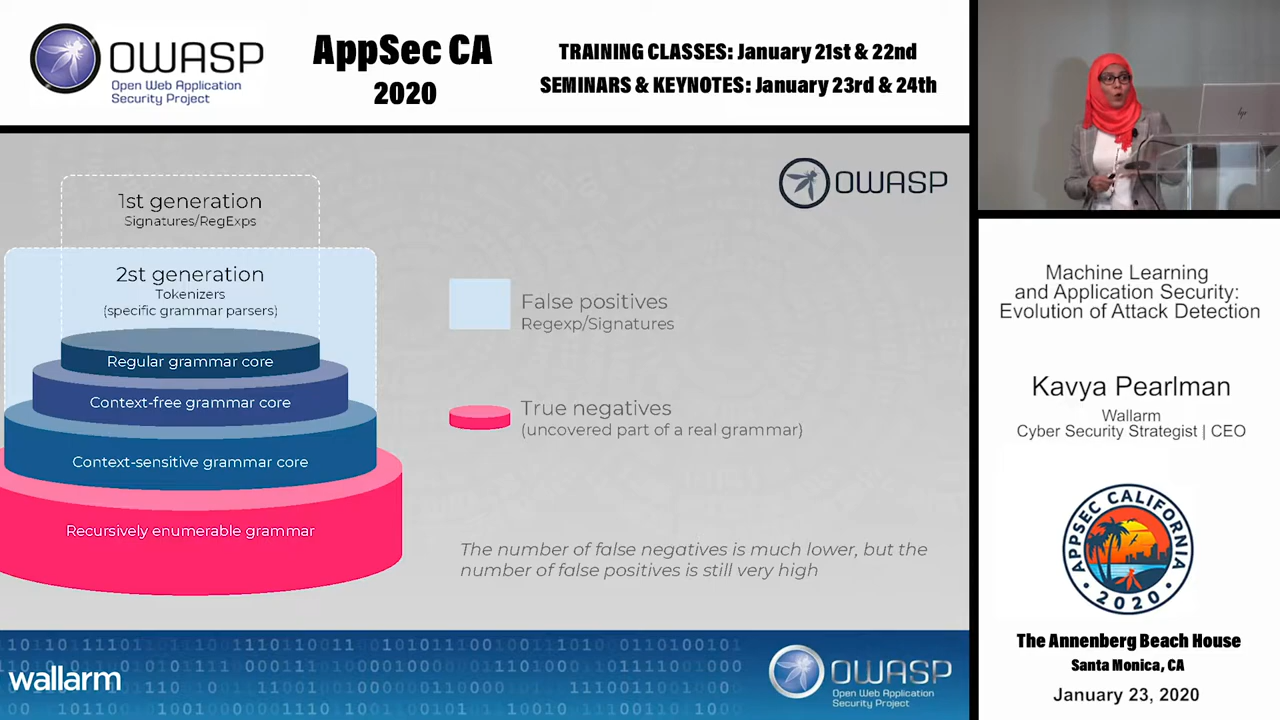 OWASP
Open Web Application
Security Project
AppSec CA
2020
TRAINING CLASSES: January 21st & 22nd
SEMINARS & KEYNOTES: January 23rd & 24th
OWASP
1st generation
Signatures/RegExps
2st generation
Tokenizers
(specific grammar parsers)
Regular grammar core
Context-free grammar core
Context-sensitive grammar core
Recursively enumerable grammar
False positives
Regexp/Signatures
True negatives
(uncovered part of a real grammar)
The number of false negatives is much lower, but the
number of false positives is still very high
wallarm
OWASP
Open Web Application
Security Project
hp
Machine Learning
and Application Security:
Evolution of Attack Detection
Kavya Pearlman
Wallarm
Cyber Security Strategist | CEO
APPSEC CALIFORNIA
2020
The Annenberg Beach House
Santa Monica, CA
January 23, 2020